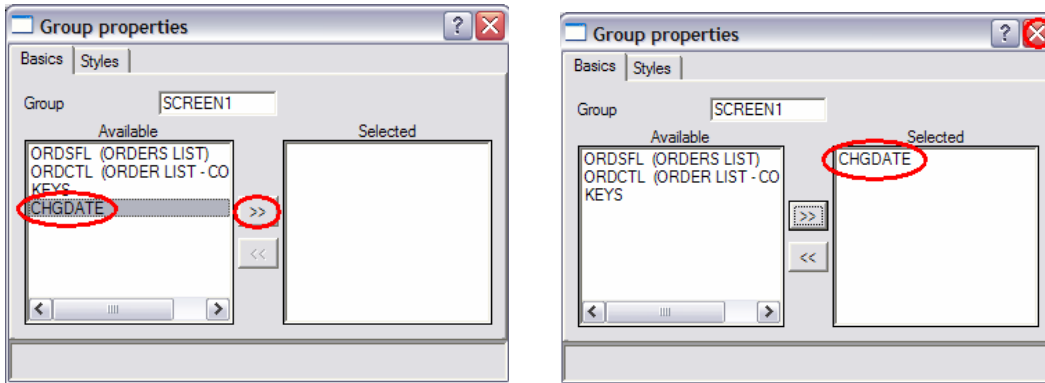 Group properties
?
Basics Styles
Group SCREEN1
Available Selected
ORDSFL (ORDERS LIST)
ORDCTL (ORDER LIST - CO
KEYS
CHGDATE
>>
<<
Group properties
?
Basics Styles
Group SCREEN1
Available Selected
ORDSFL (ORDERS LIST) CHGDATE
ORDCTL (ORDER LIST - CO
KEYS
>>
<<